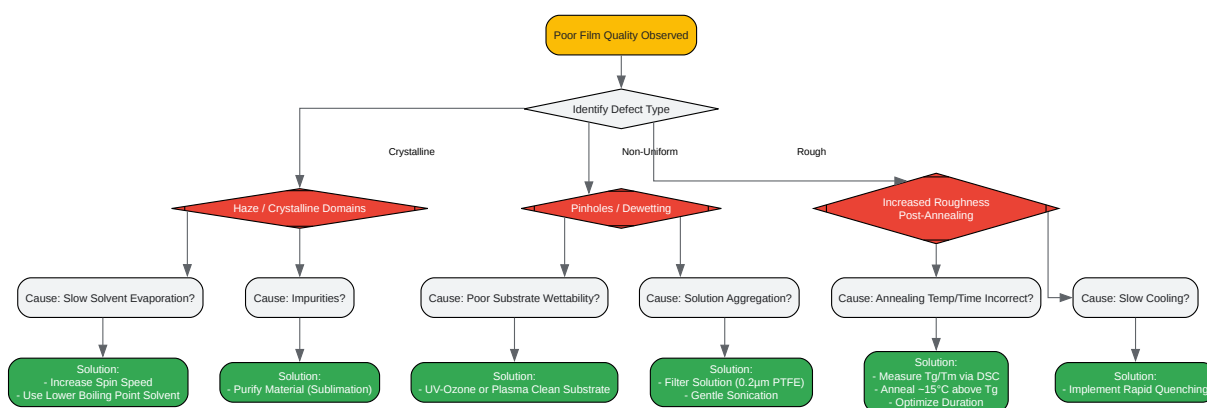 Poor Film Quality Observed
Identify Defect Type
Crystalline
Non-Uniform
Rough
Haze / Crystalline Domains
Pinholes / Dewetting
Increased Roughness
Post-Annealing
Cause: Slow Solvent Evaporation?
Cause: Impurities?
Cause: Poor Substrate Wettability?
Cause: Solution Aggregation?
Cause: Annealing Temp/Time Incorrect?
Cause: Slow Cooling?
Solution:
- Increase Spin Speed
- Use Lower Boiling Point Solvent
Solution:
- Purify Material (Sublimation)
Solution:
- UV-Ozone or Plasma Clean Substrate
Solution:
- Filter Solution (0.2µm PTFE)
- Gentle Sonication
Solution:
- Measure Tg/Tm via DSC
- Anneal ~15°C above Tg
- Optimize Duration
Solution:
- Implement Rapid Quenching